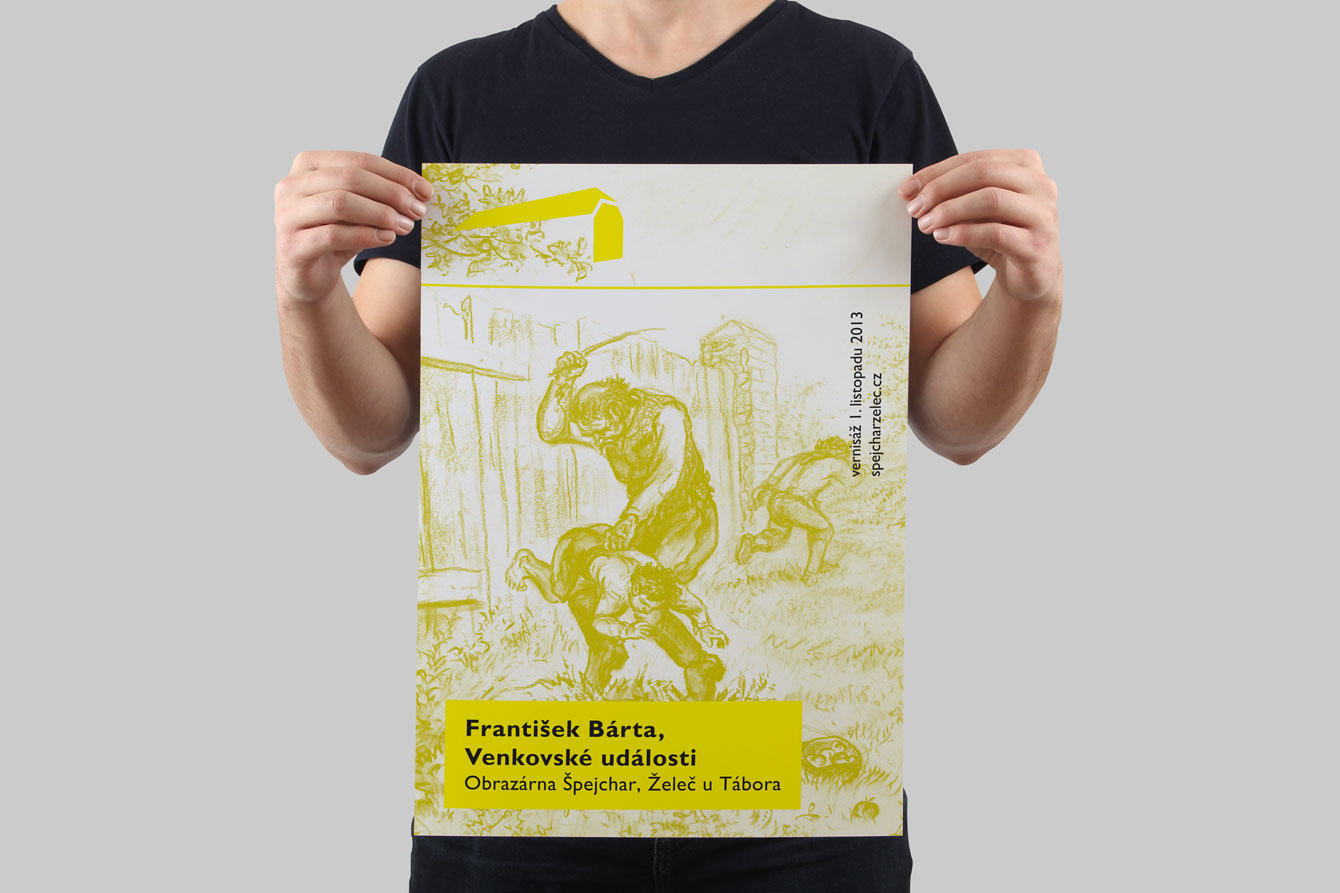 vernisáž 1. listopadu 2013
spejcharzelec.cz
František Bárta,
Venkovské události
Obrazárna Špejchar, Želeč u Tábora